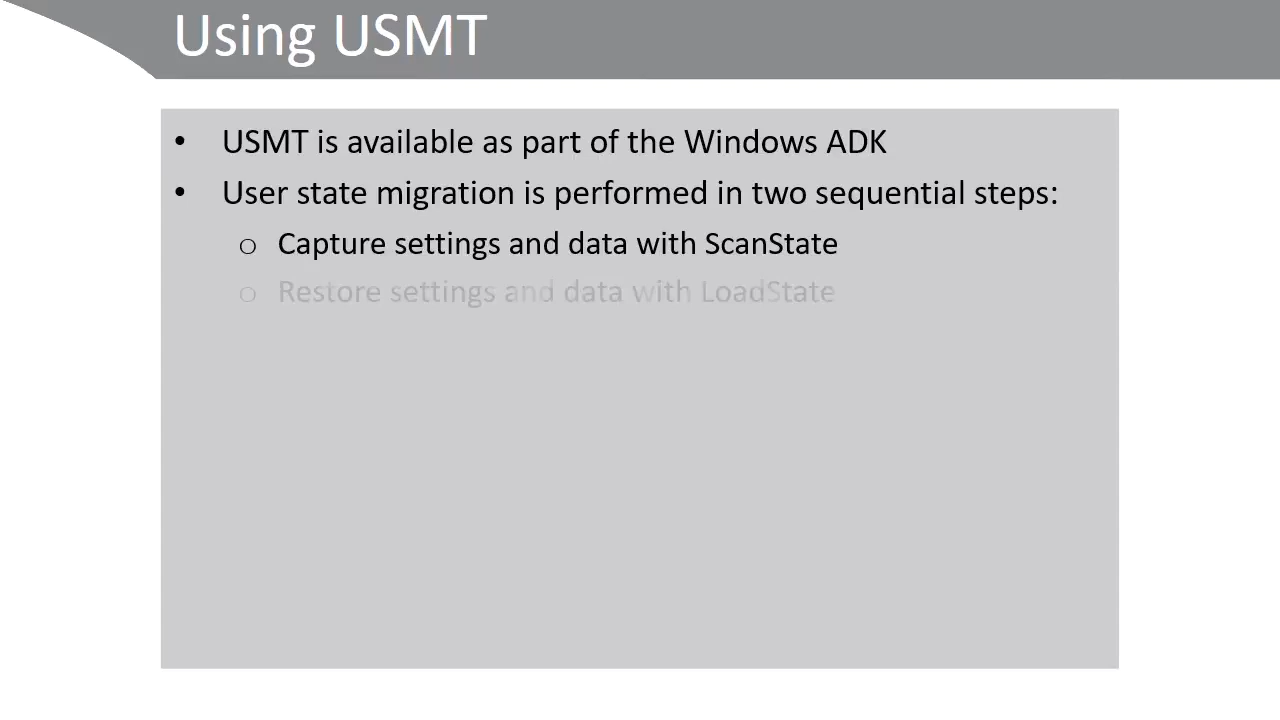 Using USMT
• USMT is available as part of the Windows ADK
• User state migration is performed in two sequential steps:
o Capture settings and data with ScanState
o Restore settings and data with LoadState